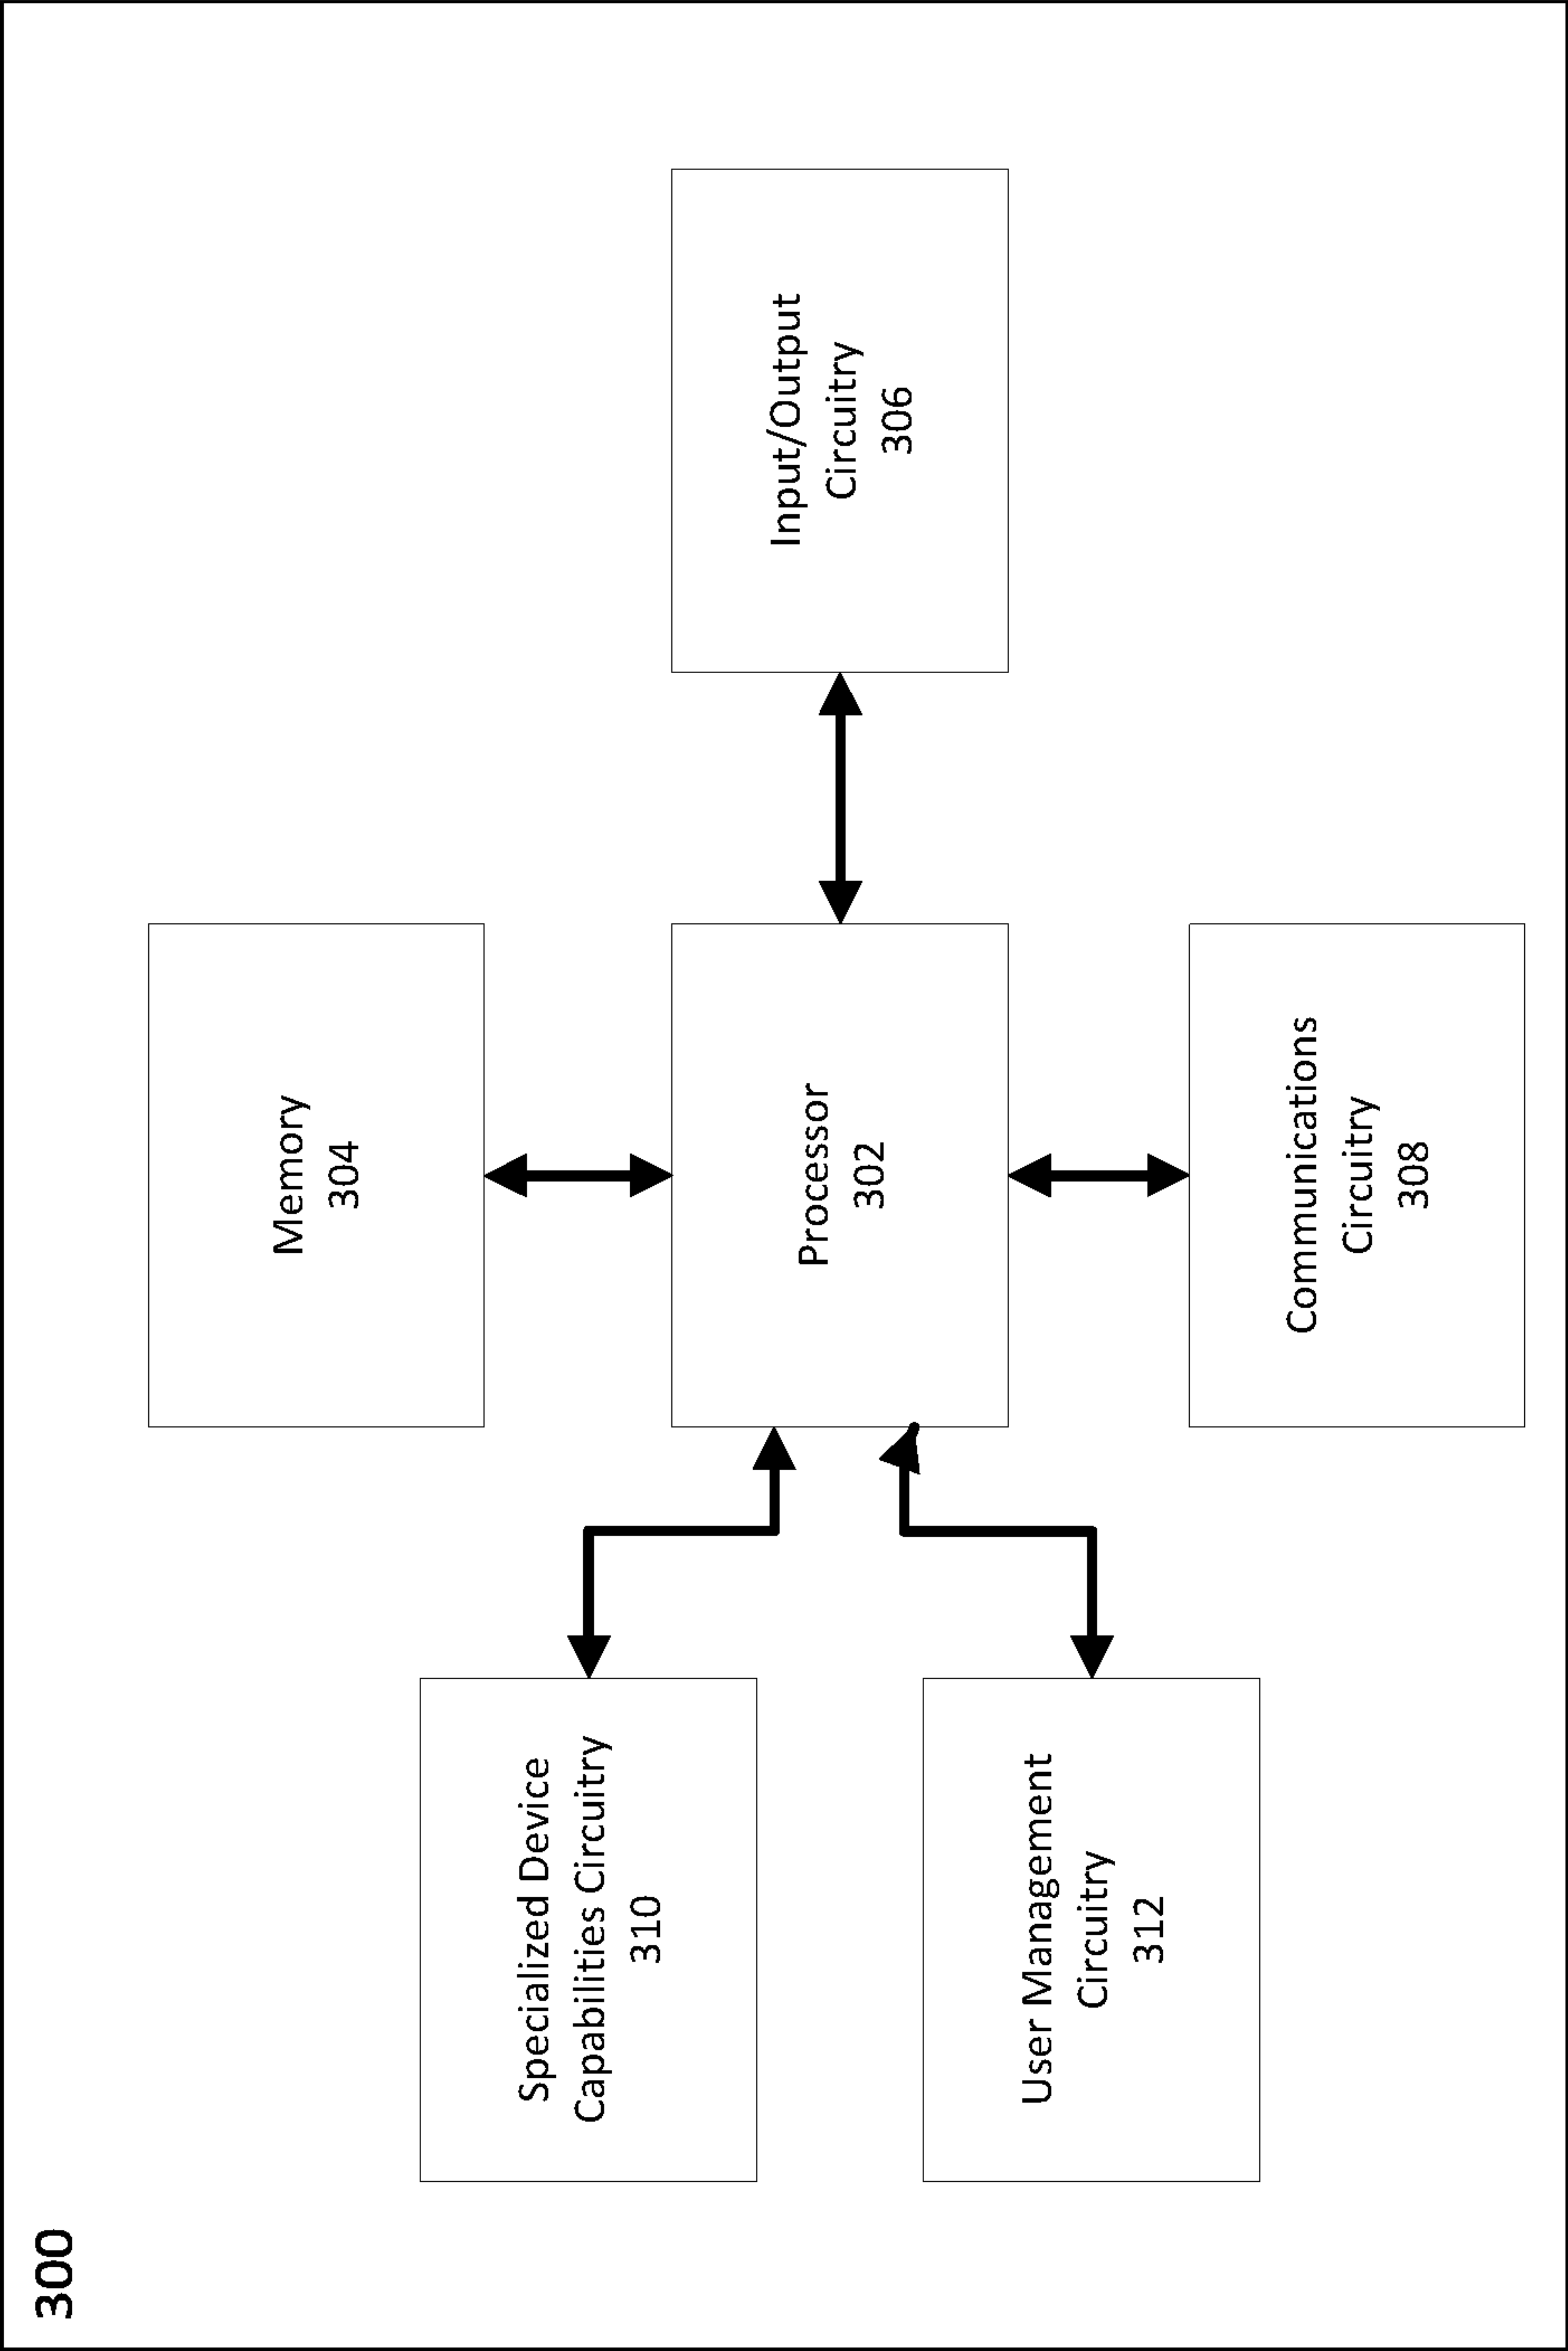 300
Memory
304
Specialized Device
Capabilities Circuitry
310
Processor
302
Input/Output
Circuitry
306
User Management
Circuitry
312
Communications
Circuitry
308